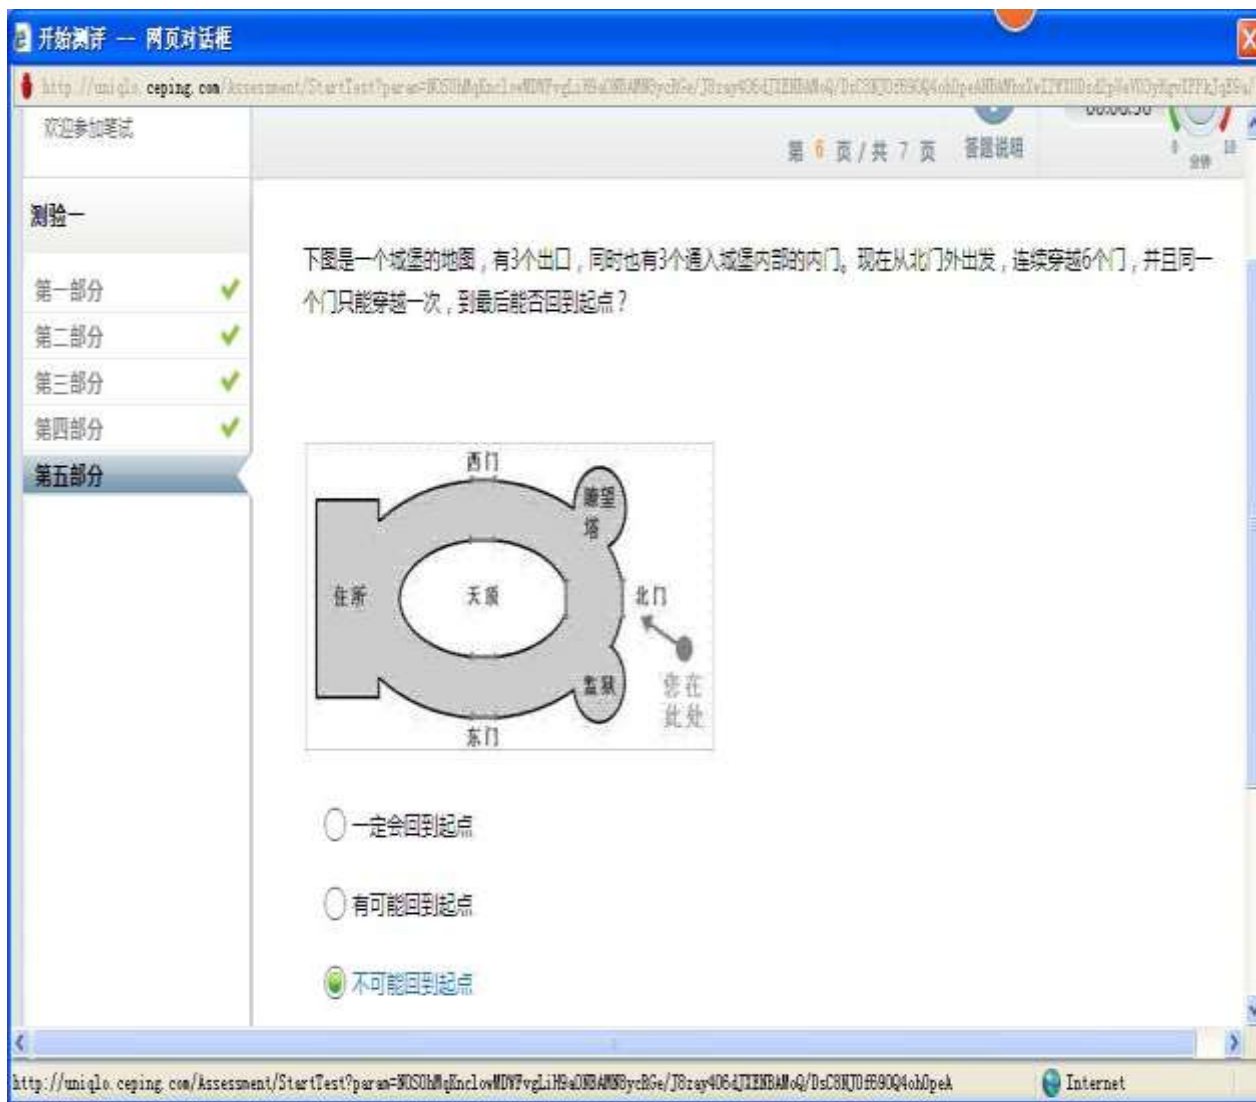 开始测评 -- 网页对话框
欢迎参加笔试
第 6 页 / 共 7 页
答题说明
0
10
分钟
测验一
第一部分
第二部分
第三部分
第四部分
第五部分
下图是一个城堡的地图，有3个出口，同时也有3个通入城堡内部的内门。现在从北门外出发，连续穿越6个门，并且同一
个门只能穿越一次，到最后能否回到起点？
西门
瞭望
塔
住所
天顶
北门
监狱
您在
此处
东门
一定会回到起点
有可能回到起点
不可能回到起点
Internet